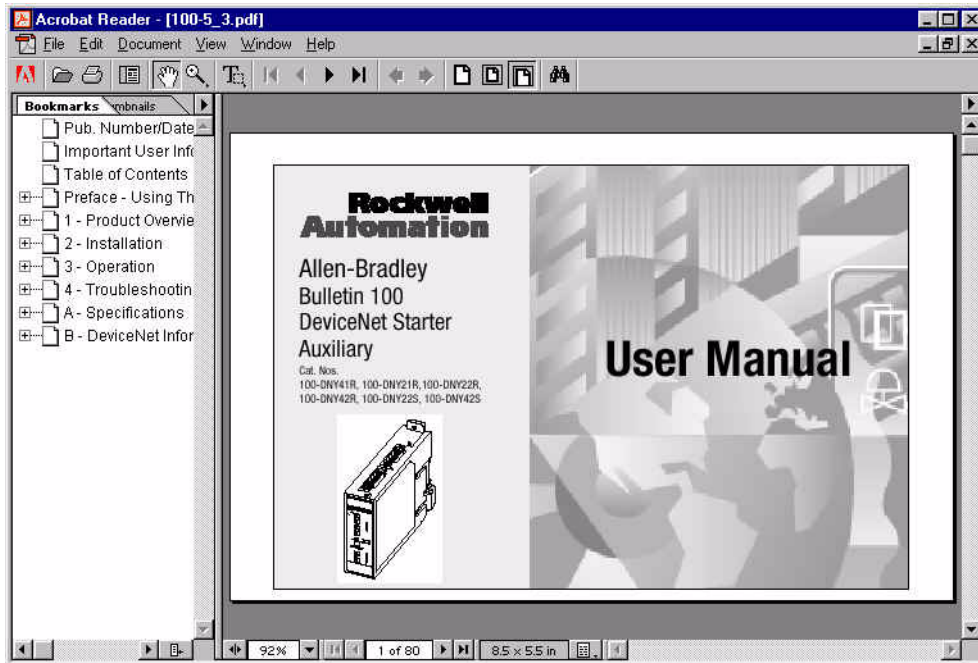 Acrobat Reader - [100-5_3.pdf]
File Edit Document View Window Help
Bookmarks mbnails
Pub. Number/Date
Important User Info
Table of Contents
Preface - Using Th
1 - Product Overvie
2 - Installation
3 - Operation
4 - Troubleshootin
A - Specifications
B - DeviceNet Infor
Rockwell
Automation
Allen-Bradley
Bulletin 100
DeviceNet Starter
Auxiliary
Cat. Nos.
100-DNY41R, 100-DNY21R,100-DNY22R,
100-DNY42R, 100-DNY22S, 100-DNY42S
User Manual
92%
1 of 80
8.5 x 5.5 in